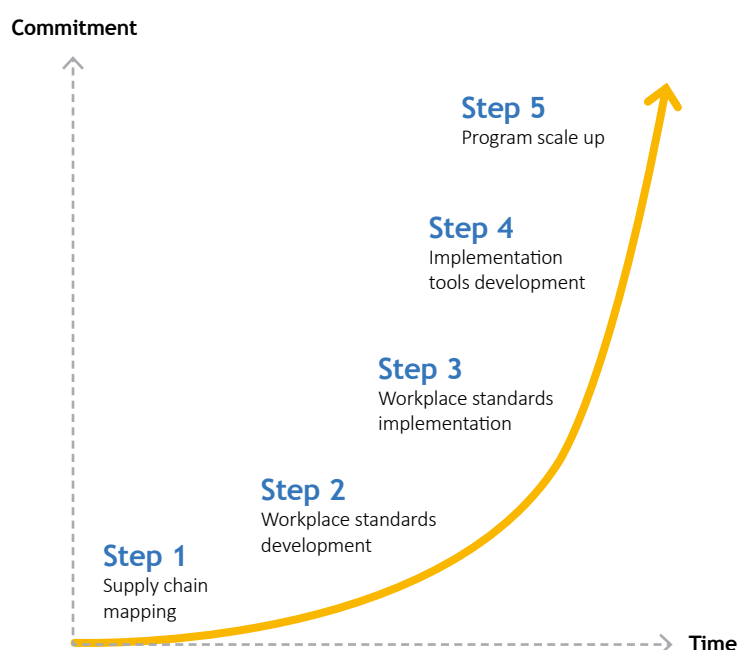 Commitment
Step 5
Program scale up
Step 4
Implementation
tools development
Step 3
Workplace standards
implementation
Step 2
Workplace standards
development
Step 1
Supply chain
mapping
Time